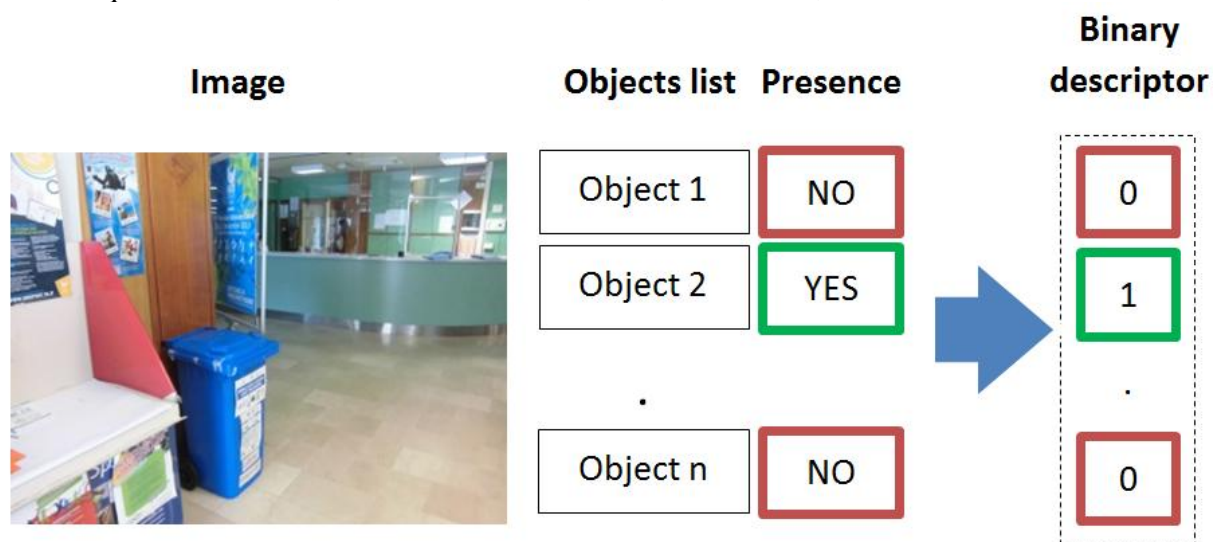 Image
Objects list
Presence
Binary
descriptor
Object 1
NO
0
Object 2
YES
1
.
.
Object n
NO
0